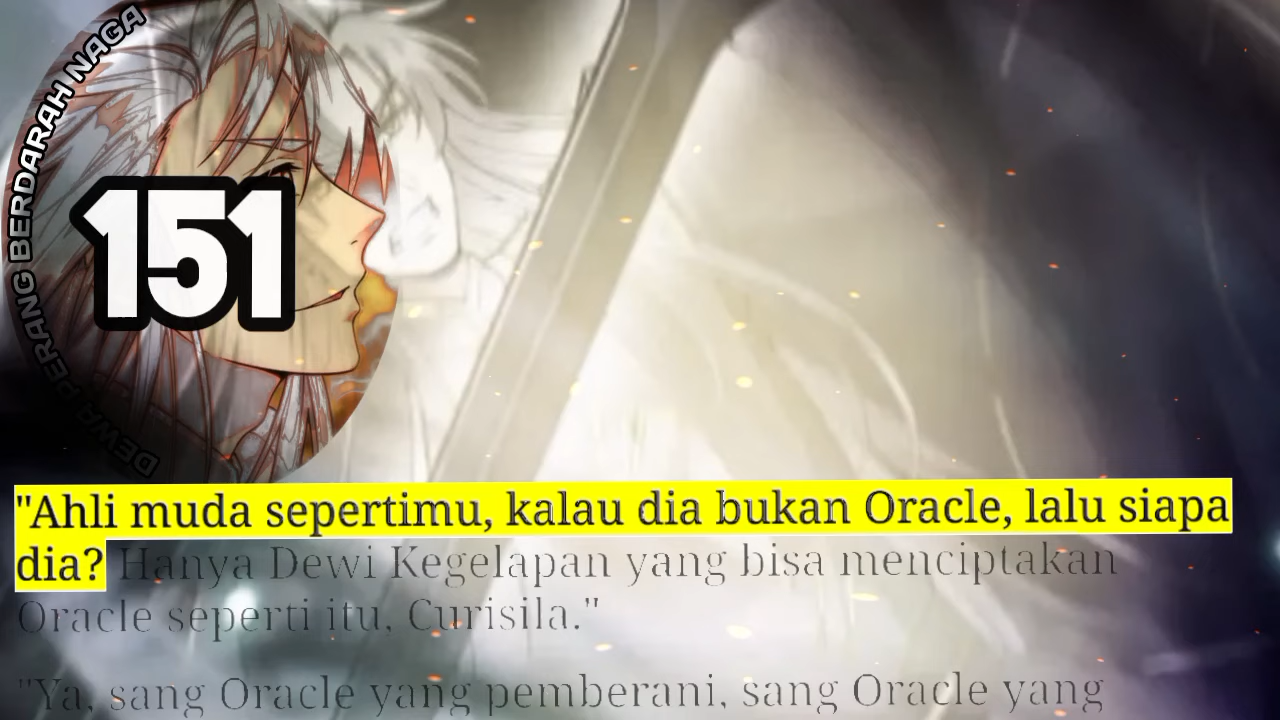 DEWA PERANG BERDARAH NAGA
151
"Ahli muda sepertimu, kalau dia bukan Oracle, lalu siapa
dia? Hanya Dewi Kegelapan yang bisa menciptakan
Oracle seperti itu, Curisila."
"Ya, sang Oracle yang pemberani, sang Oracle yang